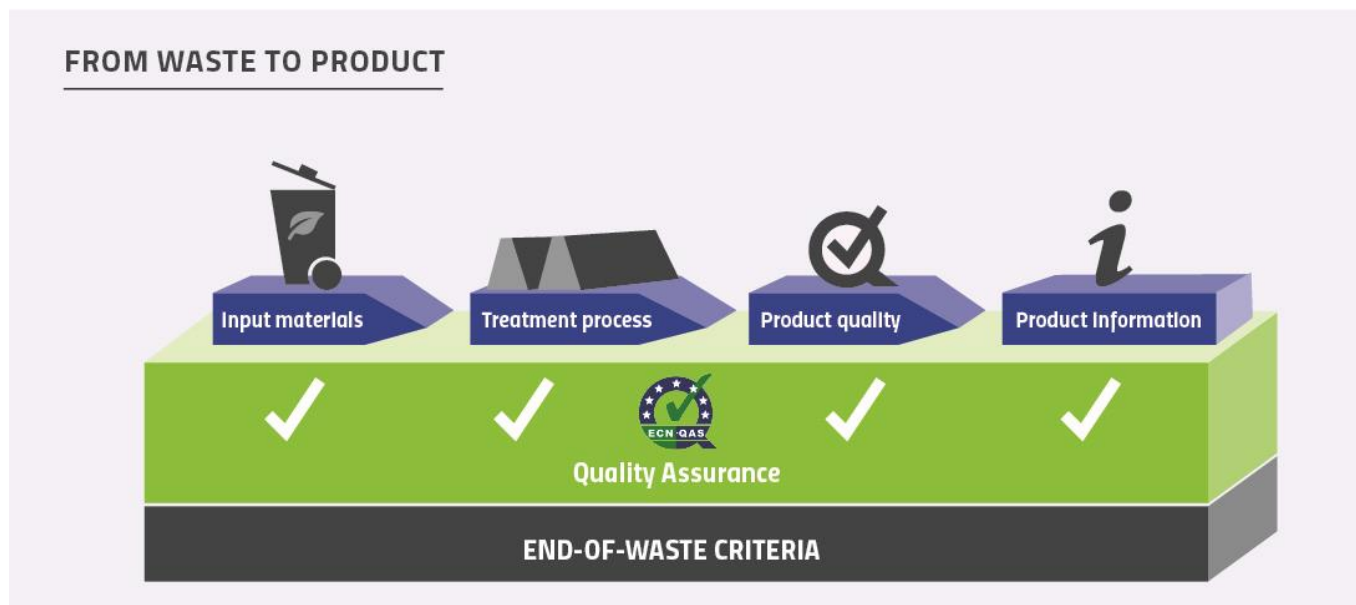 FROM WASTE TO PRODUCT
Input materials
Treatment process
Product quality
Product Information
ECN-QAS
Quality Assurance
END-OF-WASTE CRITERIA